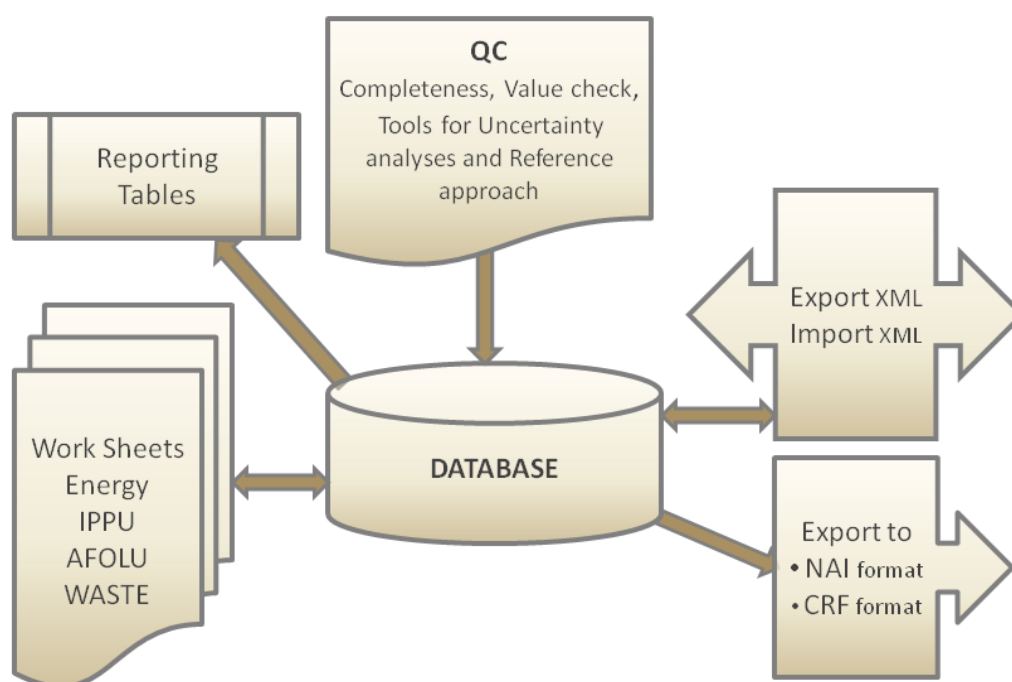 QC
Completeness, Value check,
Tools for Uncertainty
analyses and Reference
approach
Reporting
Tables
Export XML
Import XML
Work Sheets
Energy
IPPU
AFOLU
WASTE
DATABASE
Export to
• NAI format
• CRF format